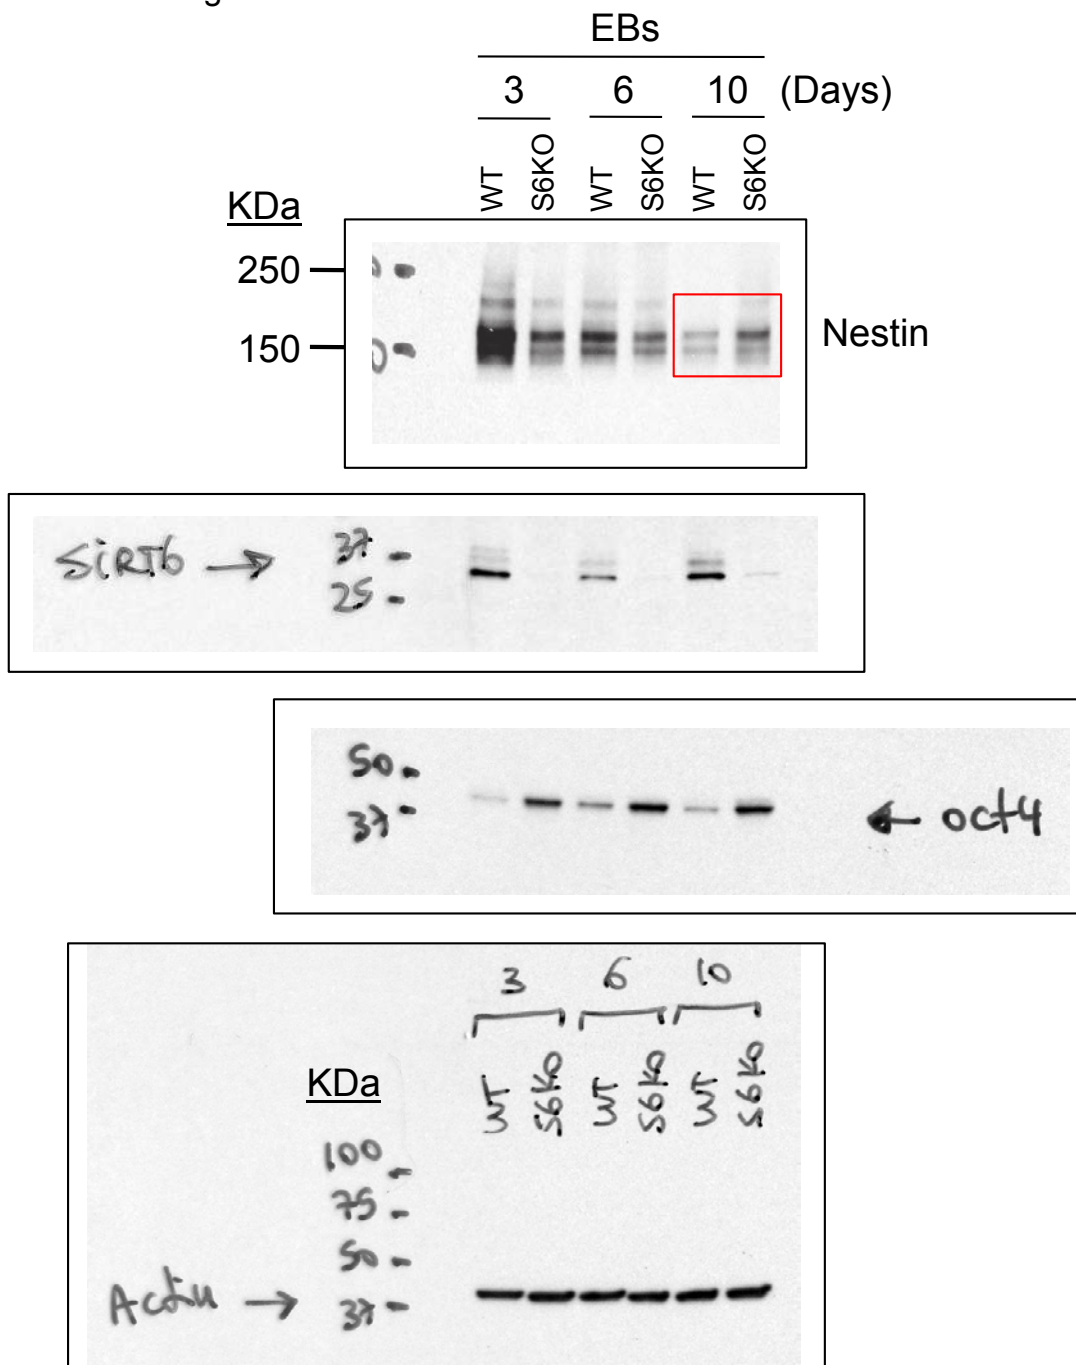 EBs
3 6 10 (Days)
WT S6KO WT S6KO WT S6KO
KDa
250
150
Nestin
SiRT6 → 37
25
50
37
← oct4
3 6 10
WT S6KO WT S6KO WT S6KO
KDa
100
75
50
Actin → 37